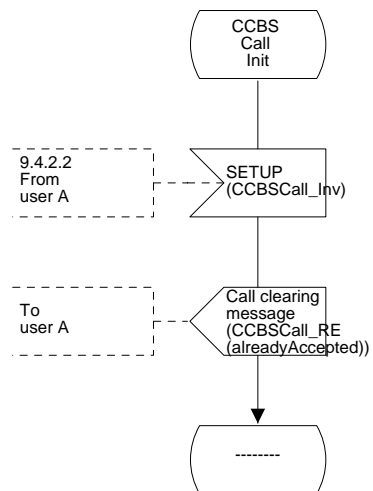 CCBS
Call
Init
9.4.2.2
From
user A
SETUP
(CCBSCall_Inv)
To
user A
Call clearing
message
(CCBSCall_RE
(alreadyAccepted))
--------